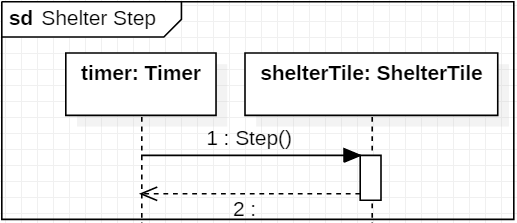 sd Shelter Step
timer: Timer
shelterTile: ShelterTile
1 : Step()
2 :